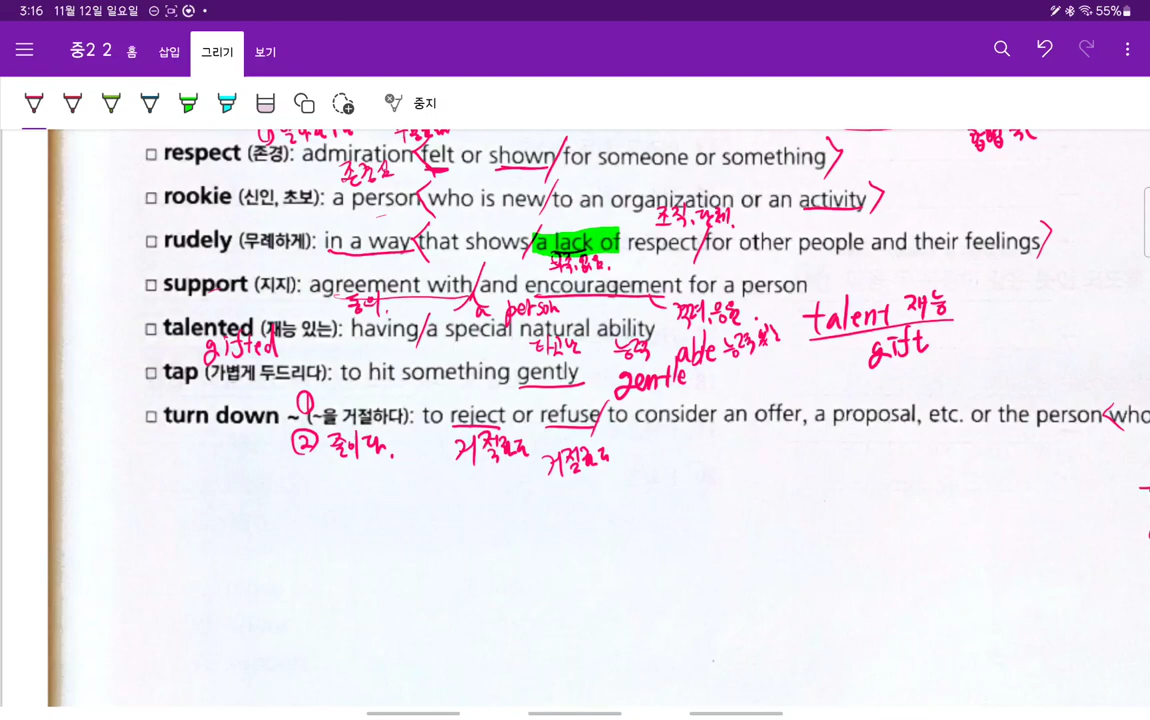 3:16 11월 12일 일요일 55%
중2 2 홈 삽입 그리기 보기
중지
respect (존경): admiration felt or shown for someone or something
존경심
rookie (신인, 초보): a person who is new to an organization or an activity
조직, 단체.
rudely (무례하게): in a way that shows a lack of respect for other people and their feelings
부족, 없음.
support (지지): agreement with and encouragement for a person
동의. a person 격려, 응원.
talent 재능
talented (재능 있는): having a special natural ability
gifted 타고난 능력 able gift
tap (가볍게 두드리다): to hit something gently
gentle
①
turn down ~ (~을 거절하다): to reject or refuse to consider an offer, a proposal, etc. or the person who
② 줄이다. 거절하다 거절하다